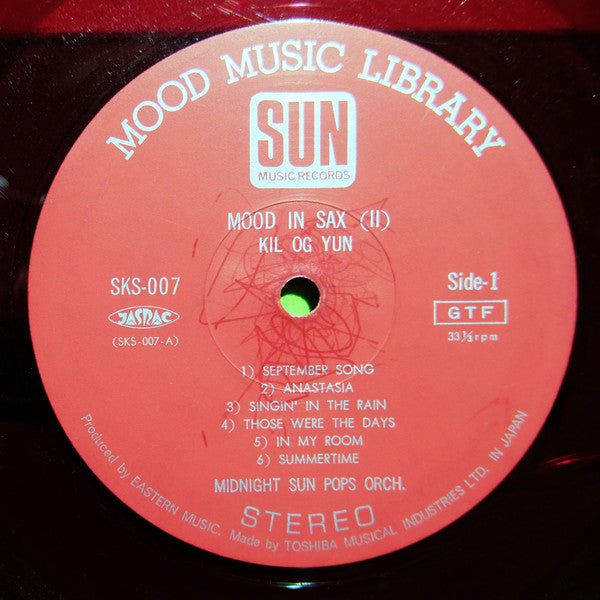 MOOD MUSIC LIBRARY
SUN
MUSIC RECORDS
MOOD IN SAX (II)
KIL OG YUN
SKS-007
JASRAC
(SKS-007-A)
Side-1
GTF
33⅓rpm
1) SEPTEMBER SONG
2) ANASTASIA
3) SINGIN' IN THE RAIN
4) THOSE WERE THE DAYS
5) IN MY ROOM
6) SUMMERTIME
MIDNIGHT SUN POPS ORCH.
STEREO
Produced by EASTERN MUSIC. Made by TOSHIBA MUSICAL INDUSTRIES LTD. IN JAPAN